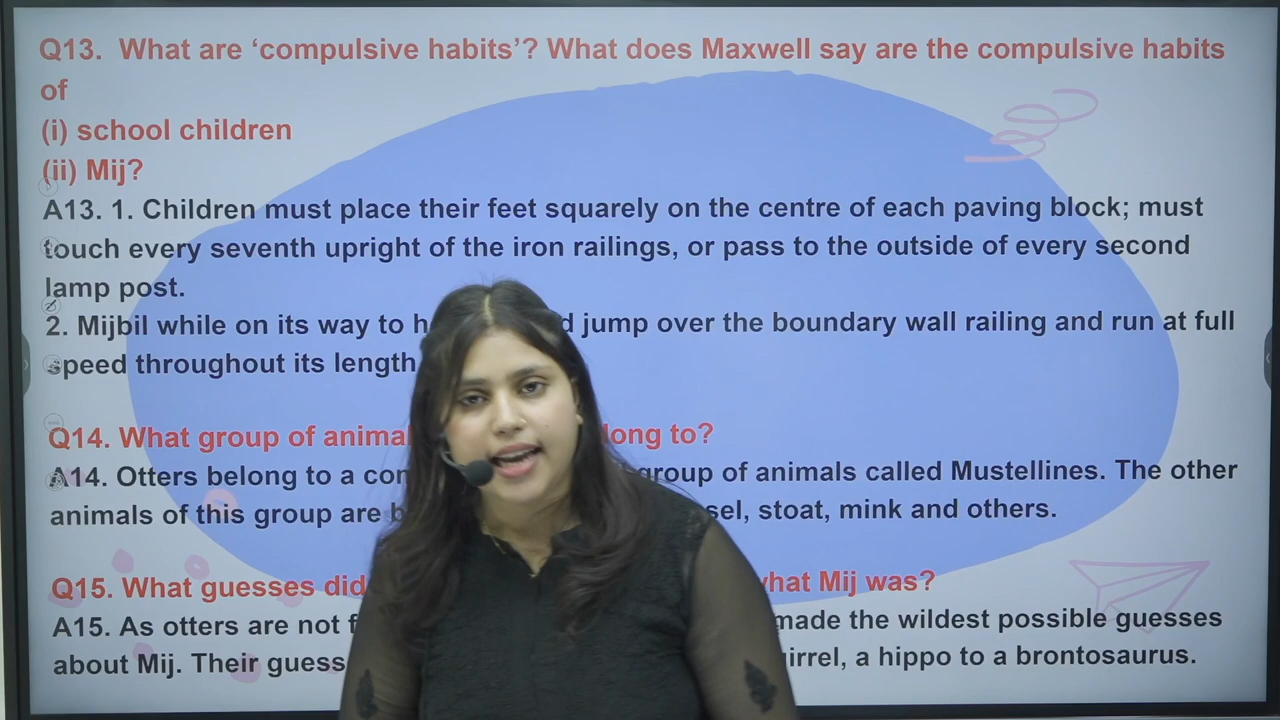 Q13. What are ‘compulsive habits’? What does Maxwell say are the compulsive habits
of
(i) school children
(ii) Mij?
A13. 1. Children must place their feet squarely on the centre of each paving block; must
touch every seventh upright of the iron railings, or pass to the outside of every second
lamp post.
2. Mijbil while on its way to jump over the boundary wall railing and run at full
speed throughout its length
Q14. What group of to?
A14. Otters belong to a group of animals called Mustellines. The other
animals of this group are stoat, mink and others.
Q15. What guesses did what Mij was?
A15. As otters are not made the wildest possible guesses
about Mij. Their a hippo to a brontosaurus.